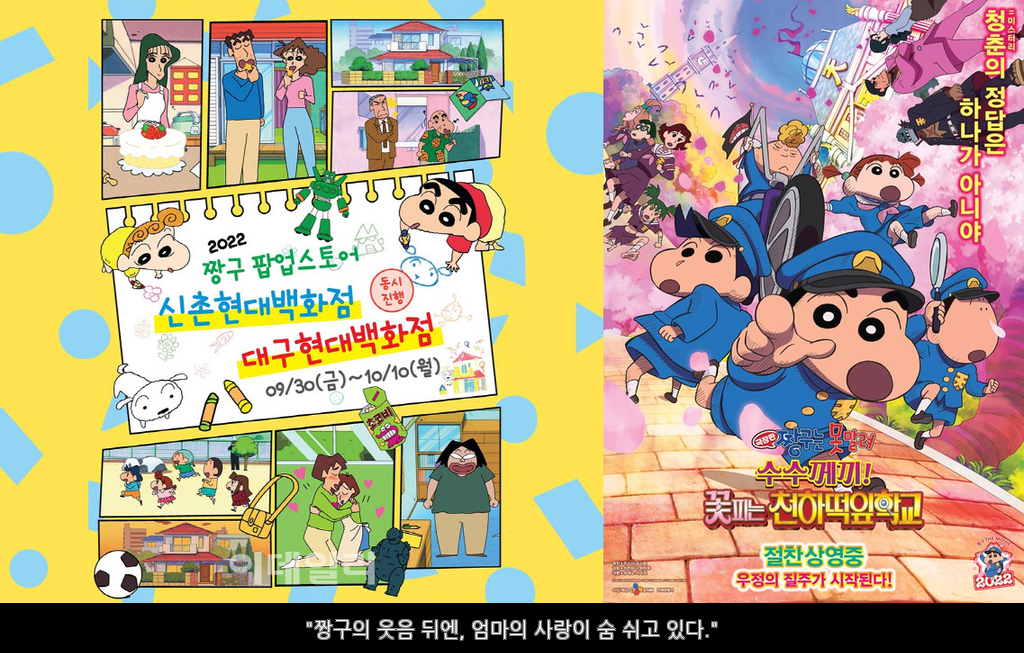 2022
짱구 팝업스토어
신촌현대백화점
동시
진행
대구현대백화점
09/30(금)~10/10(월)
초코비
이데일리
미스터리
청춘의 정답은
하나가 아니야
극장판 짱구는 못말려
수수께끼!
꽃피는 천하떡잎학교
절찬상영중
우정의 질주가 시작된다!
2022
"짱구의 웃음 뒤엔, 엄마의 사랑이 숨 쉬고 있다."